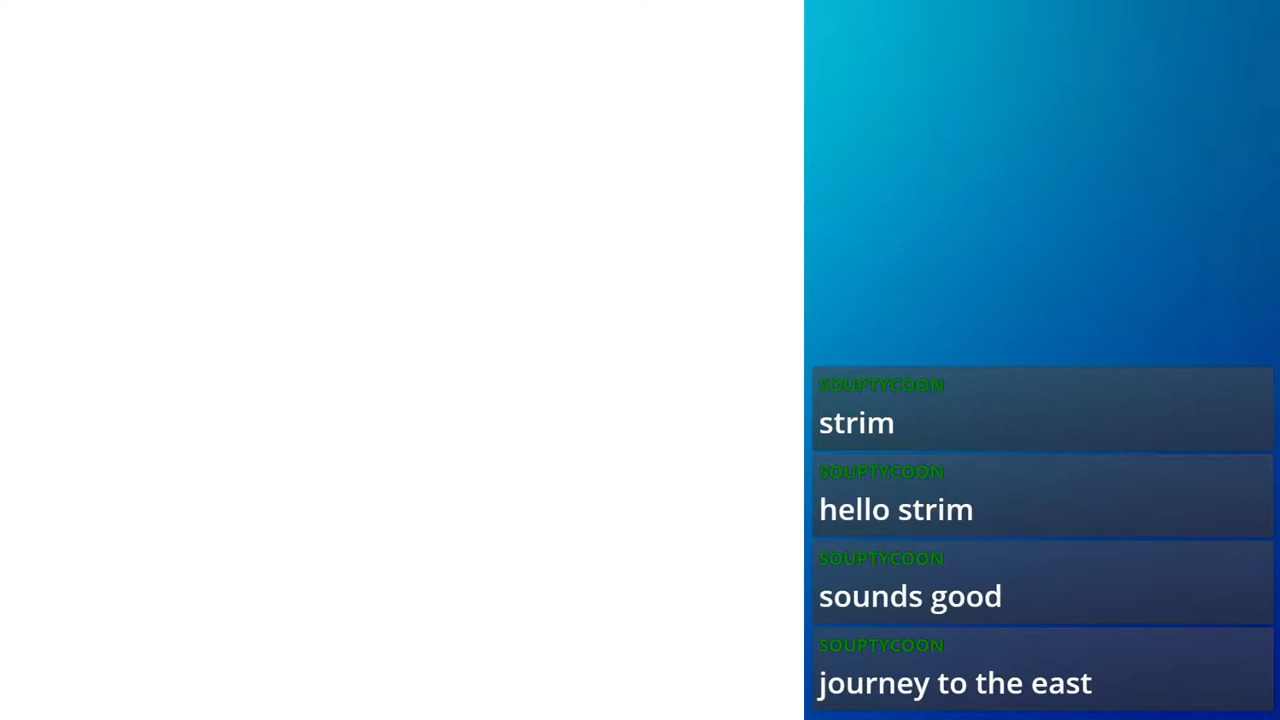 SOUPTYCOON
strim
SOUPTYCOON
hello strim
SOUPTYCOON
sounds good
SOUPTYCOON
journey to the east